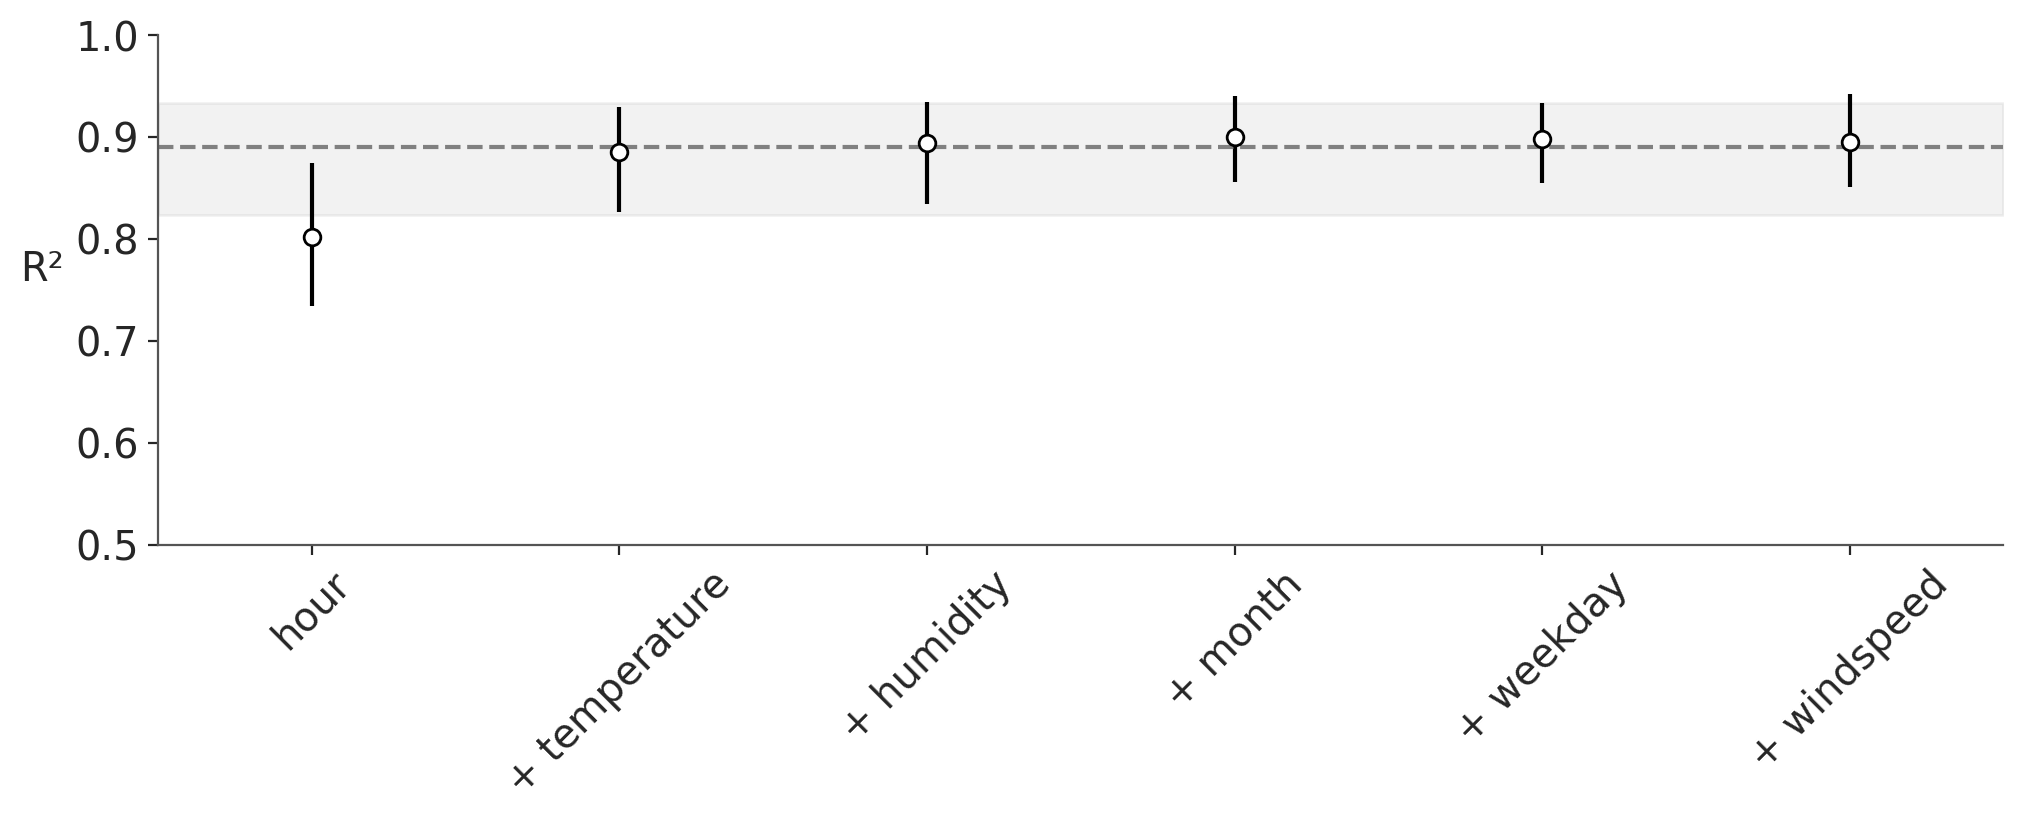 1.0
0.9
0.8
0.7
0.6
0.5
R²
hour
+ temperature
+ humidity
+ month
+ weekday
+ windspeed